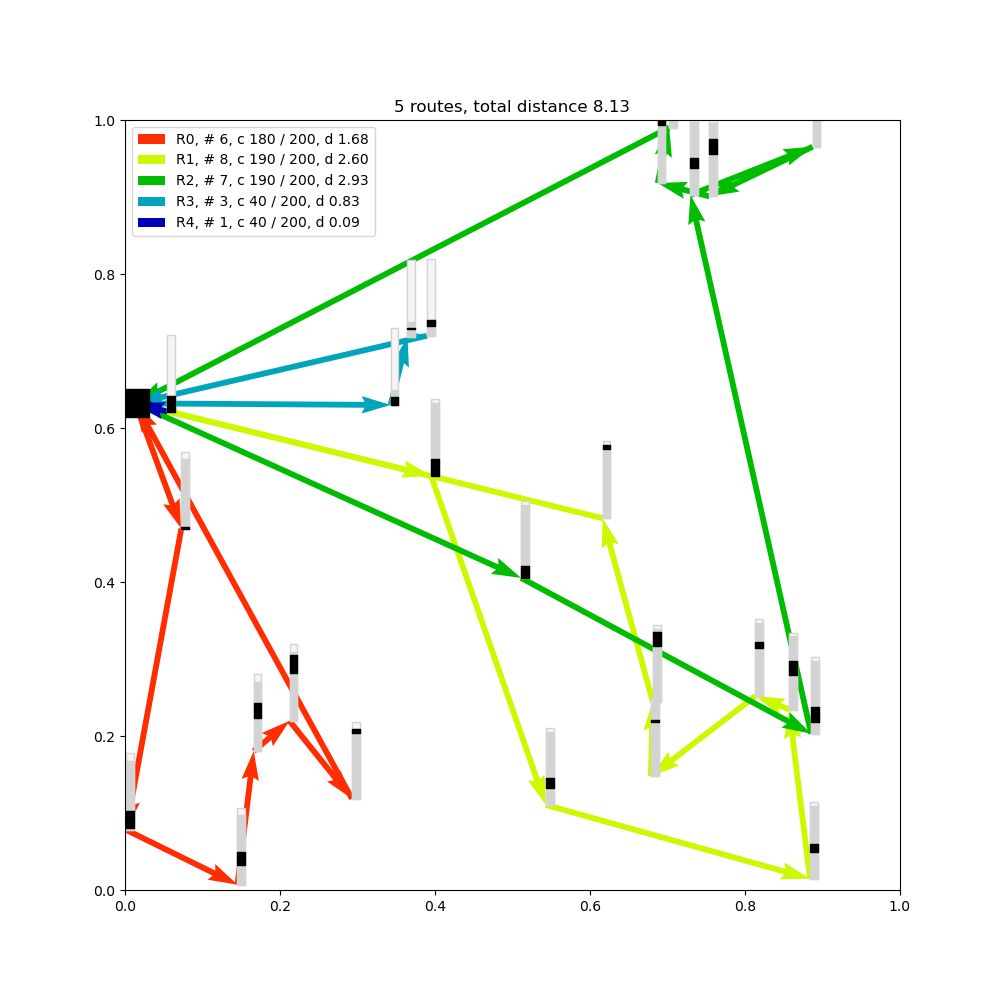 5 routes, total distance 8.13
R0, # 6, c 180 / 200, d 1.68
R1, # 8, c 190 / 200, d 2.60
R2, # 7, c 190 / 200, d 2.93
R3, # 3, c 40 / 200, d 0.83
R4, # 1, c 40 / 200, d 0.09
1.0
0.8
0.6
0.4
0.2
0.0
0.0 0.2 0.4 0.6 0.8 1.0